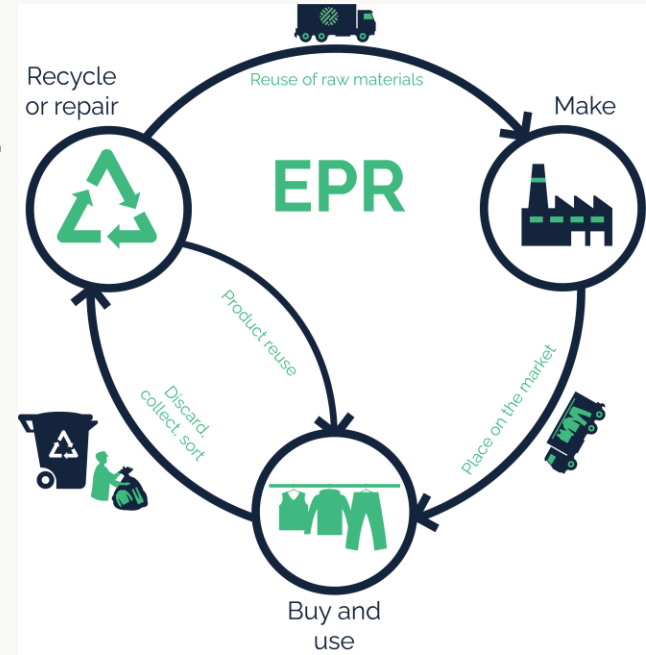 Reuse of raw materials
Recycle
or repair
Make
EPR
Product reuse
Place on the market
Discard,
collect, sort
Buy and
use